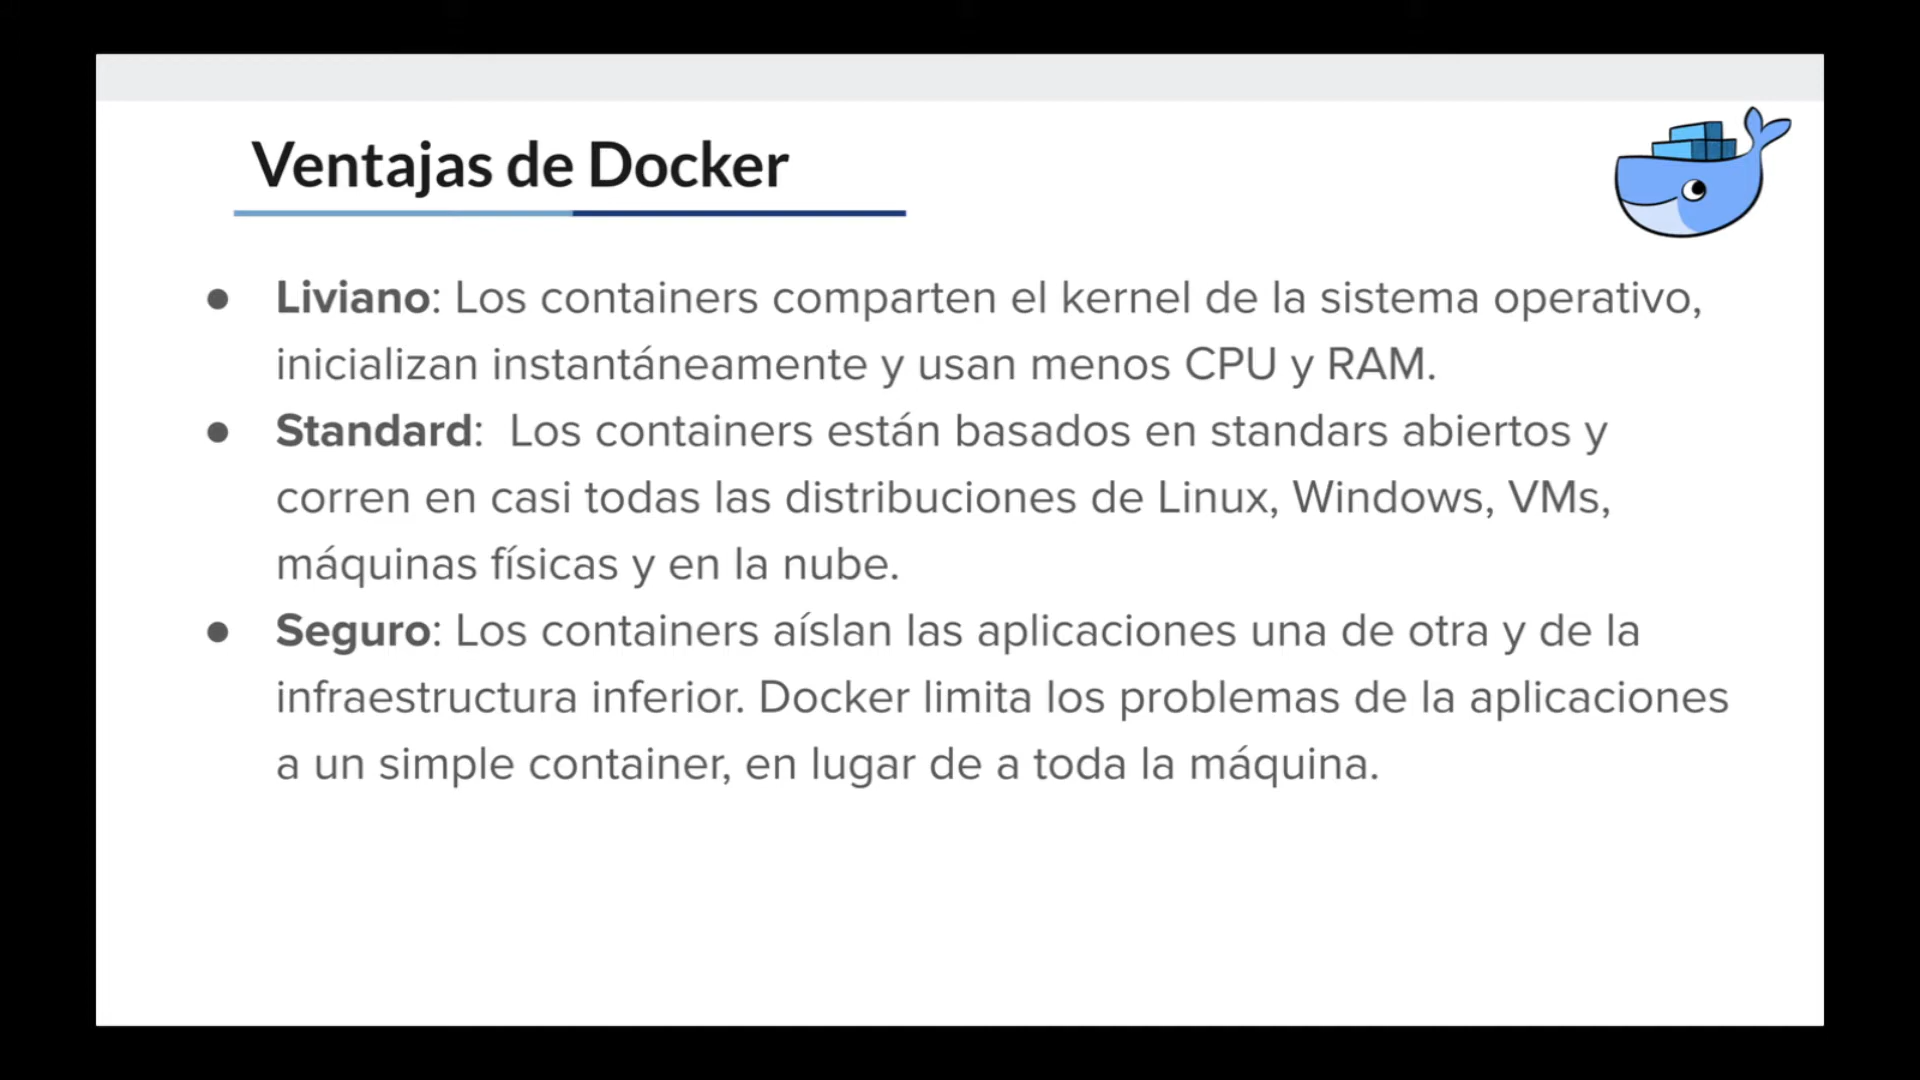 Ventajas de Docker
● Liviano: Los containers comparten el kernel de la sistema operativo,
inicializan instantáneamente y usan menos CPU y RAM.
● Standard:  Los containers están basados en standars abiertos y
corren en casi todas las distribuciones de Linux, Windows, VMs,
máquinas físicas y en la nube.
● Seguro: Los containers aíslan las aplicaciones una de otra y de la
infraestructura inferior. Docker limita los problemas de la aplicaciones
a un simple container, en lugar de a toda la máquina.